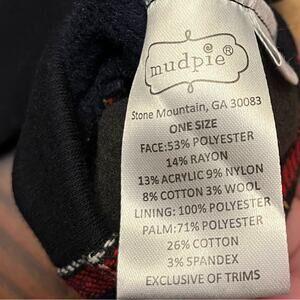 mudpie®
Stone Mountain, GA 30083
ONE SIZE
FACE:53% POLYESTER
14% RAYON
13% ACRYLIC 9% NYLON
8% COTTON 3% WOOL
LINING: 100% POLYESTER
PALM:71% POLYESTER
26% COTTON
3% SPANDEX
EXCLUSIVE OF TRIMS